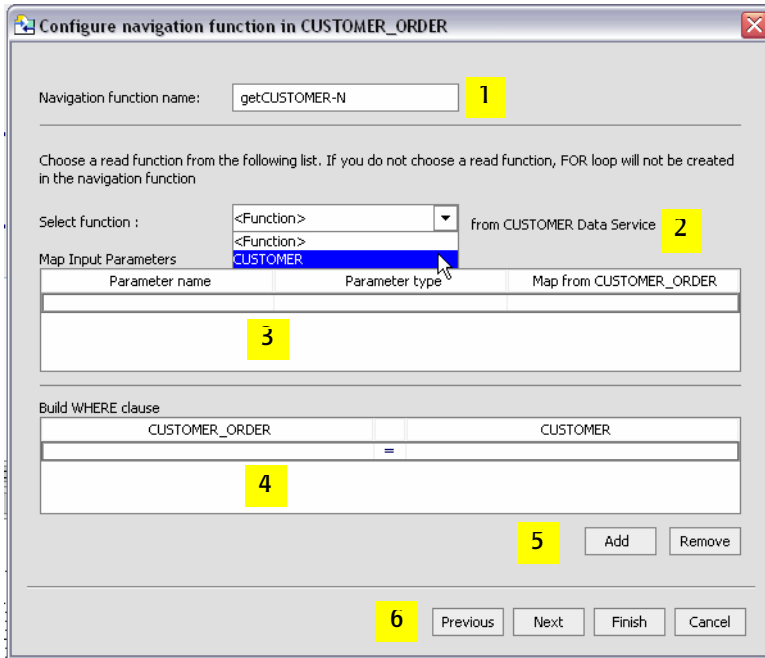 Configure navigation function in CUSTOMER_ORDER
Navigation function name: getCUSTOMER-N 1
Choose a read function from the following list. If you do not choose a read function, FOR loop will not be created
in the navigation function
Select function : <Function> from CUSTOMER Data Service 2
<Function>
Map Input Parameters CUSTOMER
Parameter name Parameter type Map from CUSTOMER_ORDER
3
Build WHERE clause
CUSTOMER_ORDER CUSTOMER
=
4
5 Add Remove
6 Previous Next Finish Cancel